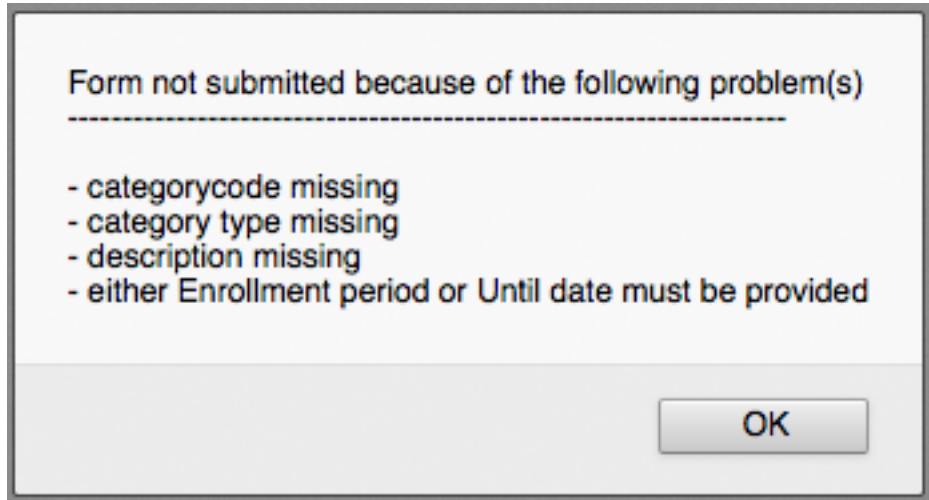 Form not submitted because of the following problem(s)
------------------------------------------------------------------
- categorycode missing
- category type missing
- description missing
- either Enrollment period or Until date must be provided
OK